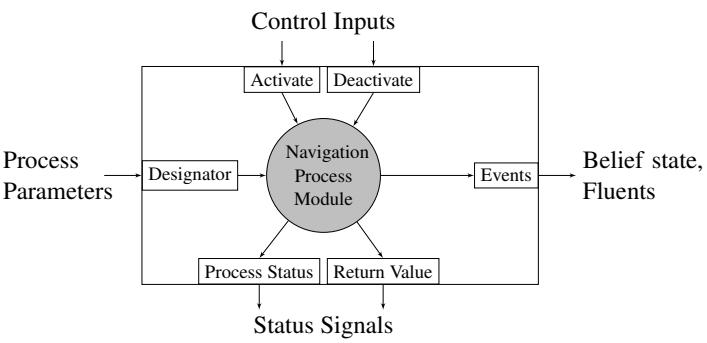 Control Inputs
Activate
Deactivate
Process
Parameters
Designator
Navigation
Process
Module
Events
Belief state,
Fluents
Process Status
Return Value
Status Signals